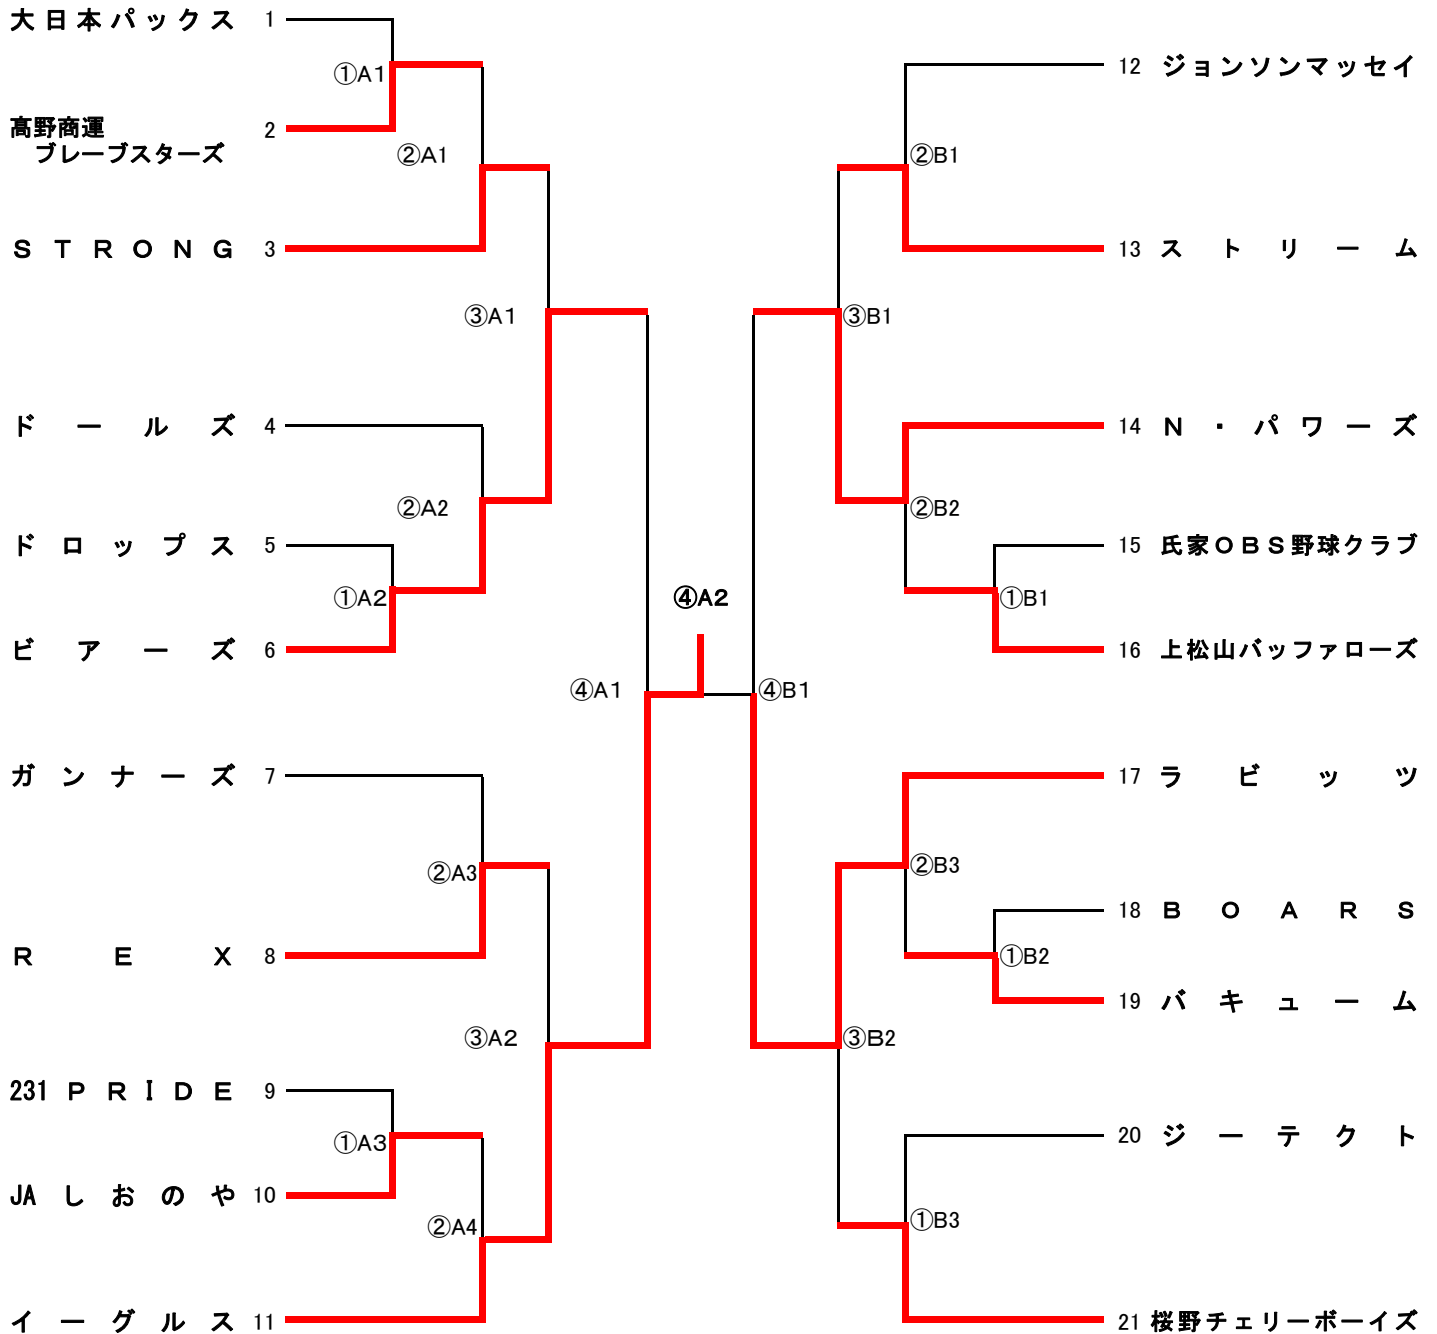 大日本パックス 1
髙野商運
ブレーブスターズ 2
STRONG 3
ドールズ 4
ドロップス 5
ビアーズ 6
ガンナーズ 7
REX 8
231 PRIDE 9
JAしおのや 10
イーグルス 11
①A1
②A1
③A1
②A2
①A2
④A1
②A3
③A2
①A3
②A4
④A2
12 ジョンソンマッセイ
13 ストリーム
14 N・パワーズ
15 氏家OBS野球クラブ
16 上松山バッファローズ
17 ラビッツ
18 BOARS
19 バキューム
20 ジーテクト
21 桜野チェリーボーイズ
②B1
③B1
②B2
①B1
④B1
②B3
①B2
③B2
①B3